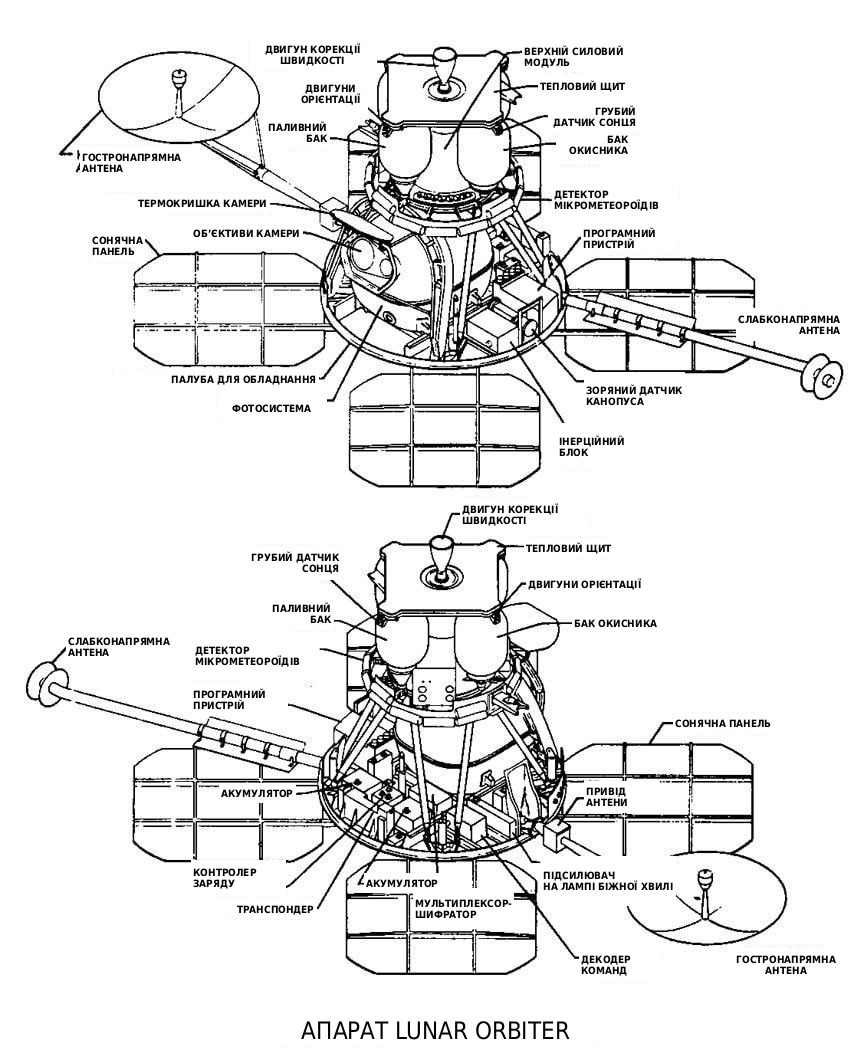 ДВИГУН КОРЕКЦІЇ
ШВИДКОСТІ
ВЕРХНІЙ СИЛОВИЙ
МОДУЛЬ
ДВИГУНИ
ОРІЄНТАЦІЇ
ТЕПЛОВИЙ ЩИТ
ПАЛИВНИЙ
БАК
ГРУБИЙ
ДАТЧИК СОНЦЯ
БАК
ОКИСНИКА
ГОСТРОНАПРЯМНА
АНТЕНА
ТЕРМОКРИШКА КАМЕРИ
ДЕТЕКТОР
МІКРОМЕТЕОРОЇДІВ
ОБ’ЄКТИВИ КАМЕРИ
СОНЯЧНА
ПАНЕЛЬ
ПРОГРАМНИЙ
ПРИСТРІЙ
СЛАБКОНАПРЯМНА
АНТЕНА
ПАЛУБА ДЛЯ ОБЛАДНАННЯ
ФОТОСИСТЕМА
ЗОРЯНИЙ ДАТЧИК
КАНОПУСА
ІНЕРЦІЙНИЙ
БЛОК
ДВИГУН КОРЕКЦІЇ
ШВИДКОСТІ
ГРУБИЙ ДАТЧИК
СОНЦЯ
ТЕПЛОВИЙ ЩИТ
ДВИГУНИ ОРІЄНТАЦІЇ
ПАЛИВНИЙ
БАК
БАК ОКИСНИКА
СЛАБКОНАПРЯМНА
АНТЕНА
ДЕТЕКТОР
МІКРОМЕТЕОРОЇДІВ
ПРОГРАМНИЙ
ПРИСТРІЙ
СОНЯЧНА ПАНЕЛЬ
АКУМУЛЯТОР
ПРИВІД
АНТЕНИ
КОНТРОЛЕР
ЗАРЯДУ
АКУМУЛЯТОР
ПІДСИЛЮВАЧ
НА ЛАМПІ БІЖНОЇ ХВИЛІ
ТРАНСПОНДЕР
МУЛЬТИПЛЕКСОР-
ШИФРАТОР
ДЕКОДЕР
КОМАНД
ГОСТРОНАПРЯМНА
АНТЕНА
АПАРАТ LUNAR ORBITER